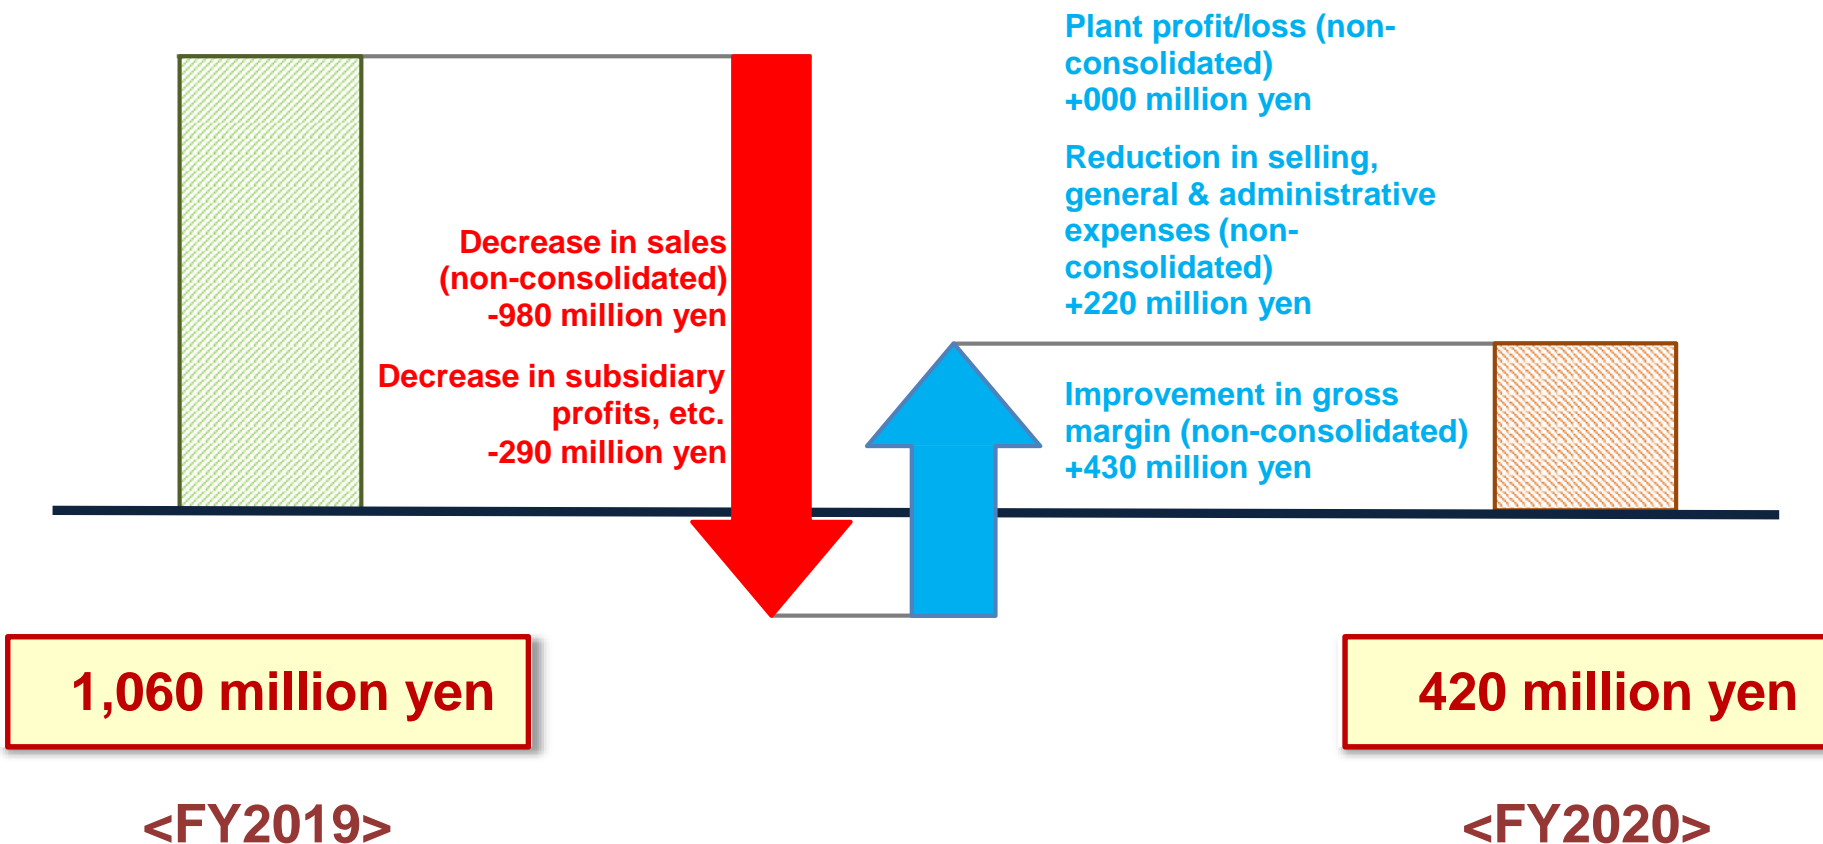 Plant profit/loss (non-
consolidated)
+000 million yen
Reduction in selling,
general & administrative
expenses (non-
consolidated)
+220 million yen
Decrease in sales
(non-consolidated)
-980 million yen
Decrease in subsidiary
profits, etc.
-290 million yen
Improvement in gross
margin (non-consolidated)
+430 million yen
1,060 million yen
420 million yen
<FY2019>
<FY2020>